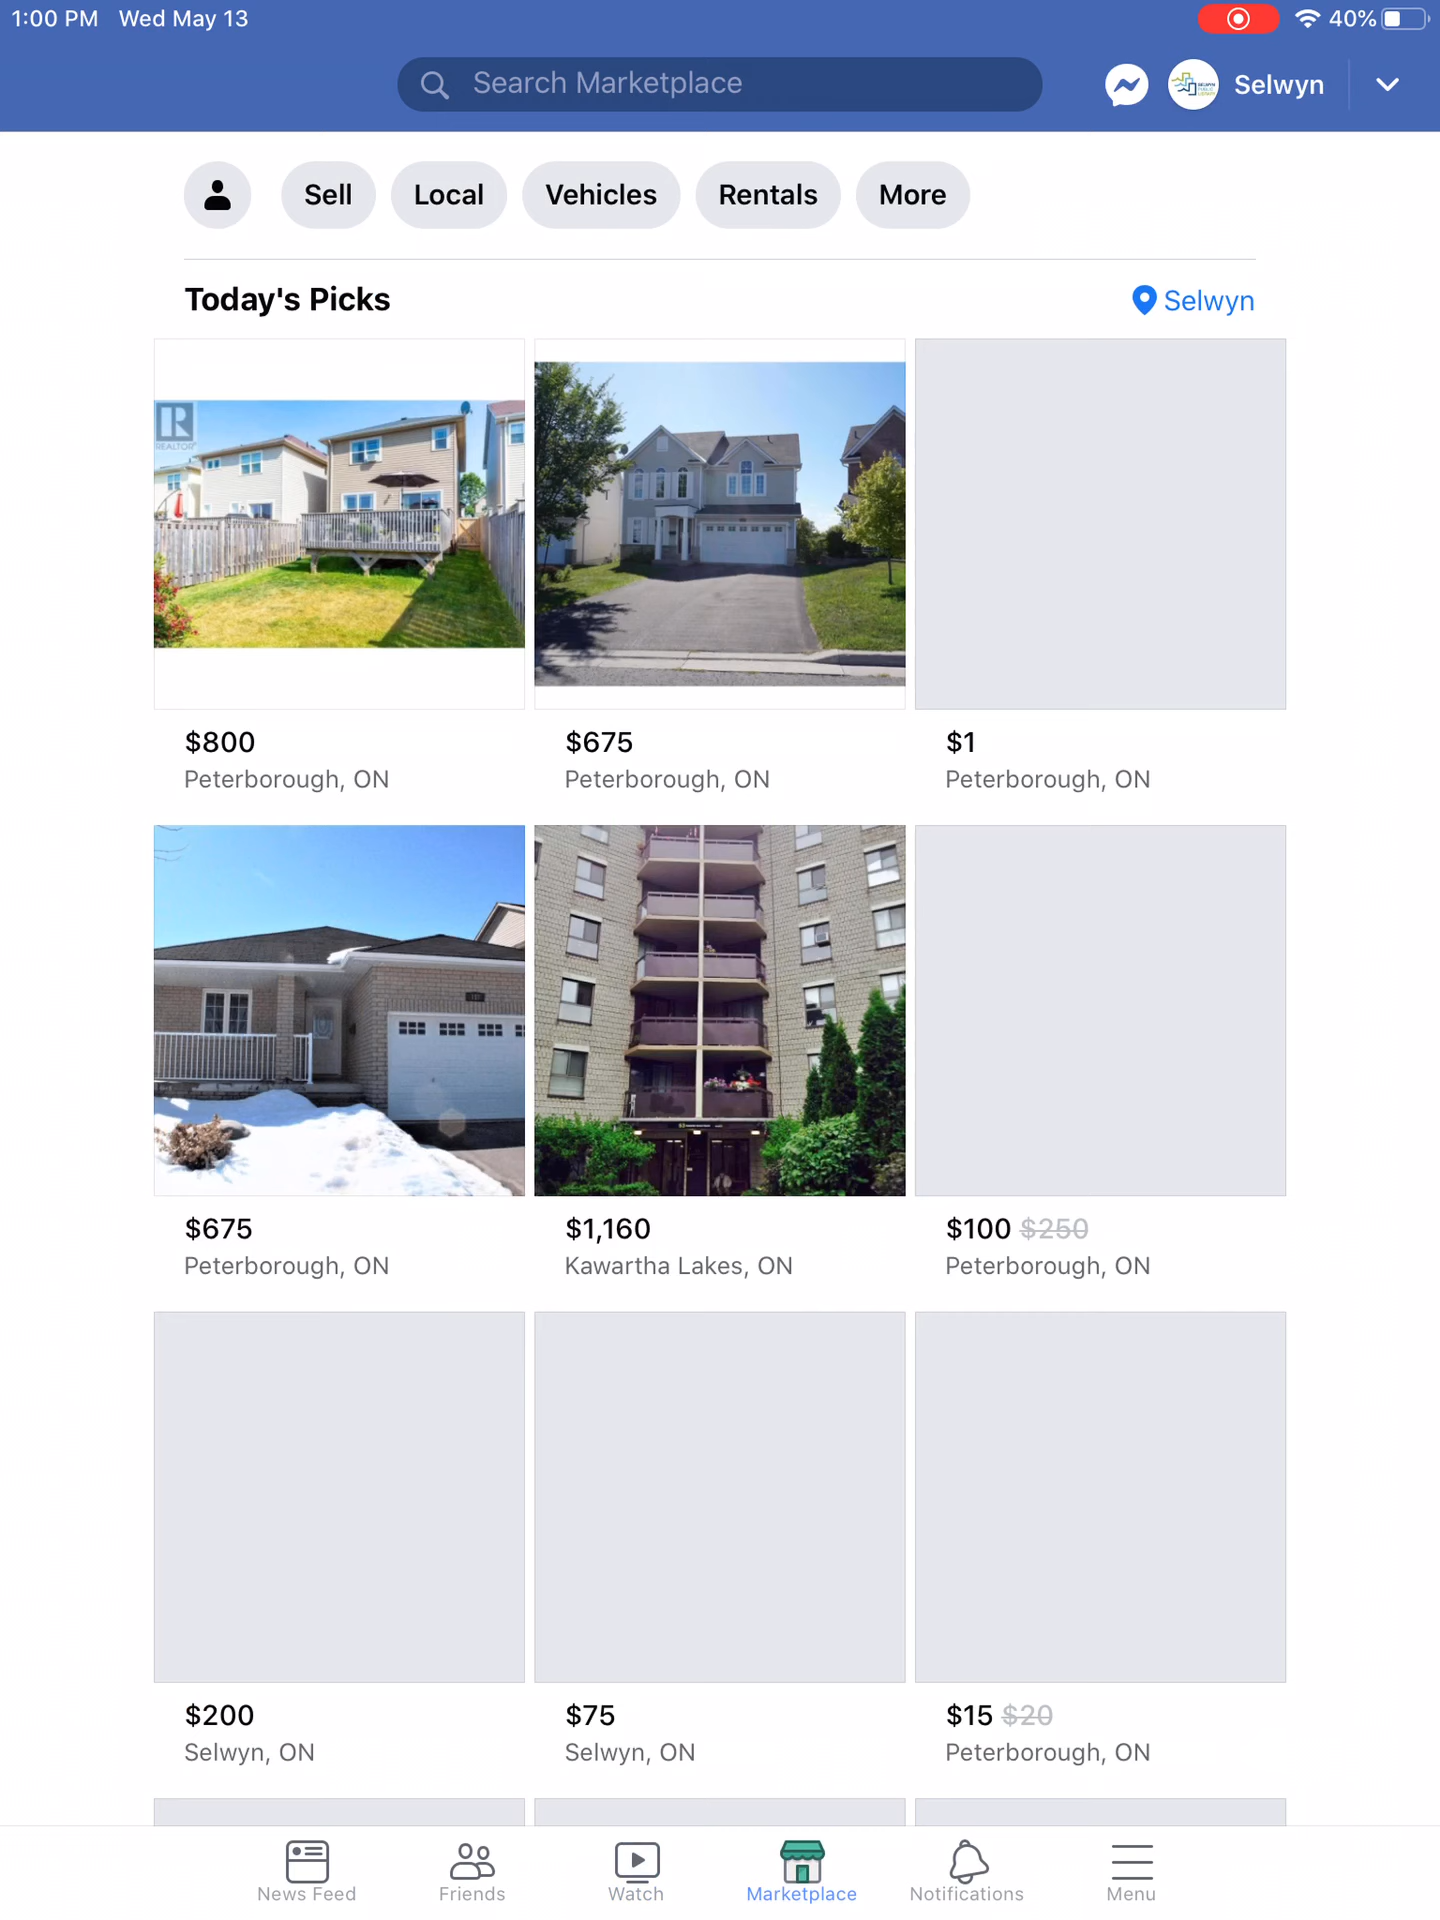 1:00 PM Wed May 13
40%
Search Marketplace
Selwyn
Sell Local Vehicles Rentals More
Today's Picks
Selwyn
R
REALTOR
$800 $675 $1
Peterborough, ON Peterborough, ON Peterborough, ON
$675 $1,160 $100 $250
Peterborough, ON Kawartha Lakes, ON Peterborough, ON
$200 $75 $15 $20
Selwyn, ON Selwyn, ON Peterborough, ON
News Feed Friends Watch Marketplace Notifications Menu